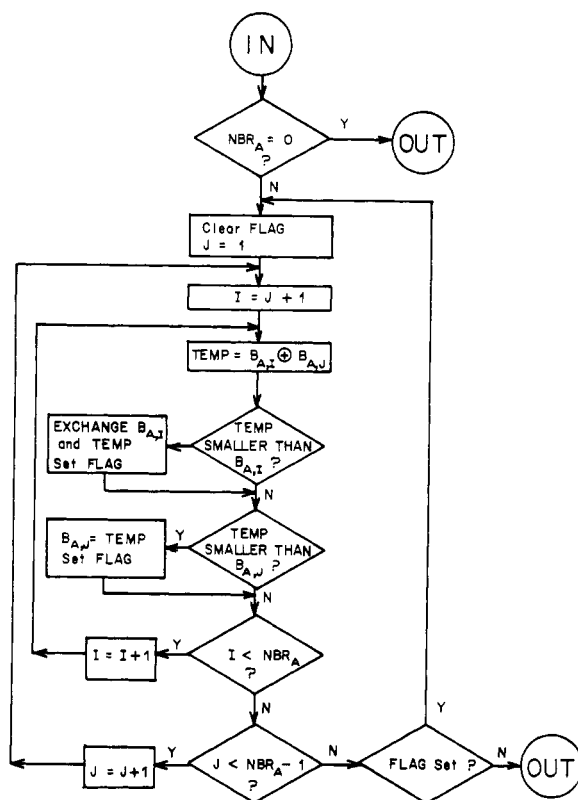 IN
NBR_A = 0
?
Y
OUT
N
Clear FLAG
J = 1
I = J + 1
TEMP = B_A,I ⊕ B_A,J
TEMP
SMALLER THAN
B_A,I ?
EXCHANGE B_A,I
and TEMP
Set FLAG
N
TEMP
SMALLER THAN
B_A,J ?
Y
B_A,J = TEMP
Set FLAG
N
I < NBR_A
?
Y
I = I+1
N
J < NBR_A - 1
?
Y
J = J+1
N
FLAG Set ?
Y
N
OUT